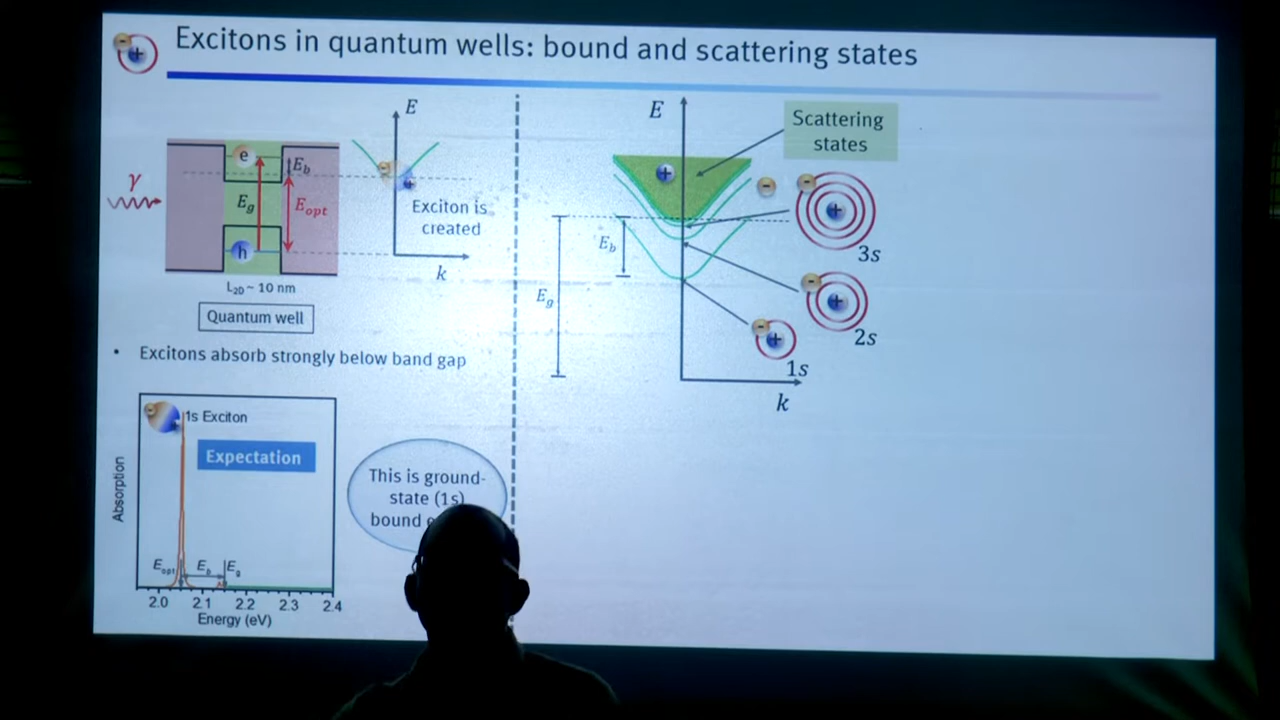 Excitons in quantum wells: bound and scattering states
E
e
E_b
γ
E_g
E_opt
h
Exciton is
created
k
L_2D ~ 10 nm
Quantum well
• Excitons absorb strongly below band gap
1s Exciton
Expectation
Absorption
E_opt E_b E_g
2.0 2.1 2.2 2.3 2.4
Energy (eV)
This is ground-
state (1s)
bound
E
Scattering
states
+
-
3s
E_b
E_g
2s
1s
k